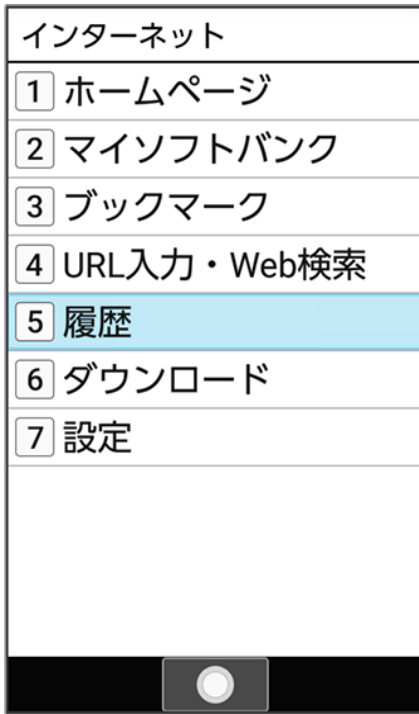 インターネット
1 ホームページ
2 マイソフトバンク
3 ブックマーク
4 URL入力・Web検索
5 履歴
6 ダウンロード
7 設定